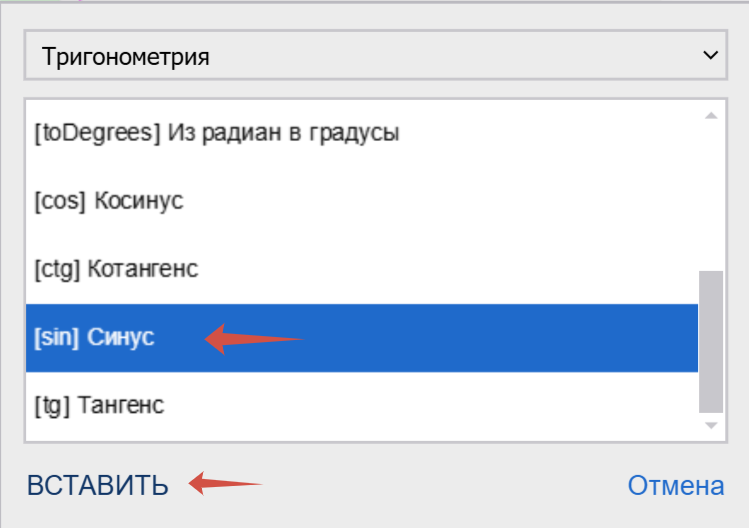 Тригонометрия
[toDegrees] Из радиан в градусы
[cos] Косинус
[ctg] Котангенс
[sin] Синус
[tg] Тангенс
ВСТАВИТЬ Отмена